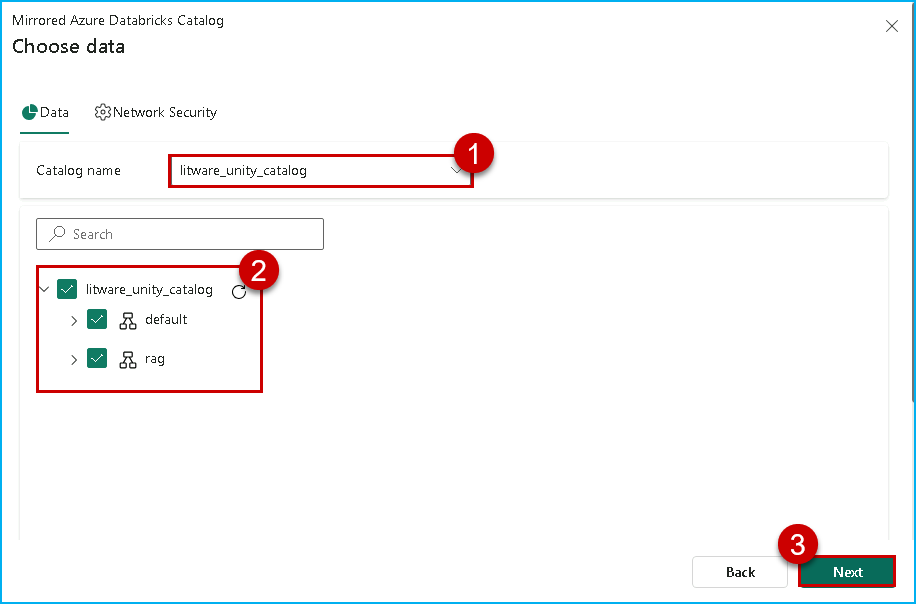 Mirrored Azure Databricks Catalog
Choose data
Data Network Security
1
Catalog name litware_unity_catalog
Search
2
litware_unity_catalog
default
rag
3
Back Next